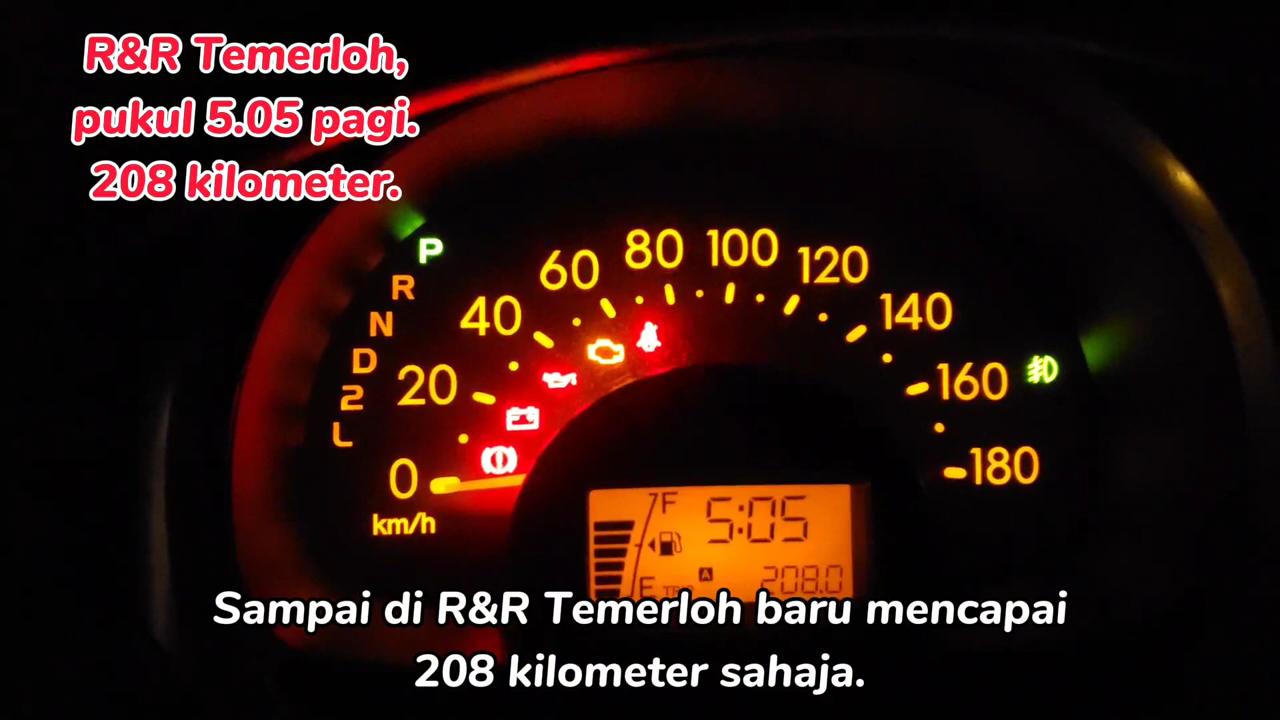 R&R Temerloh,
pukul 5.05 pagi.
208 kilometer.
P
R
N
D
2
L
0
20
40
60
80
100
120
140
160
180
km/h
F
5:05
E
A
208.0
Sampai di R&R Temerloh baru mencapai
208 kilometer sahaja.